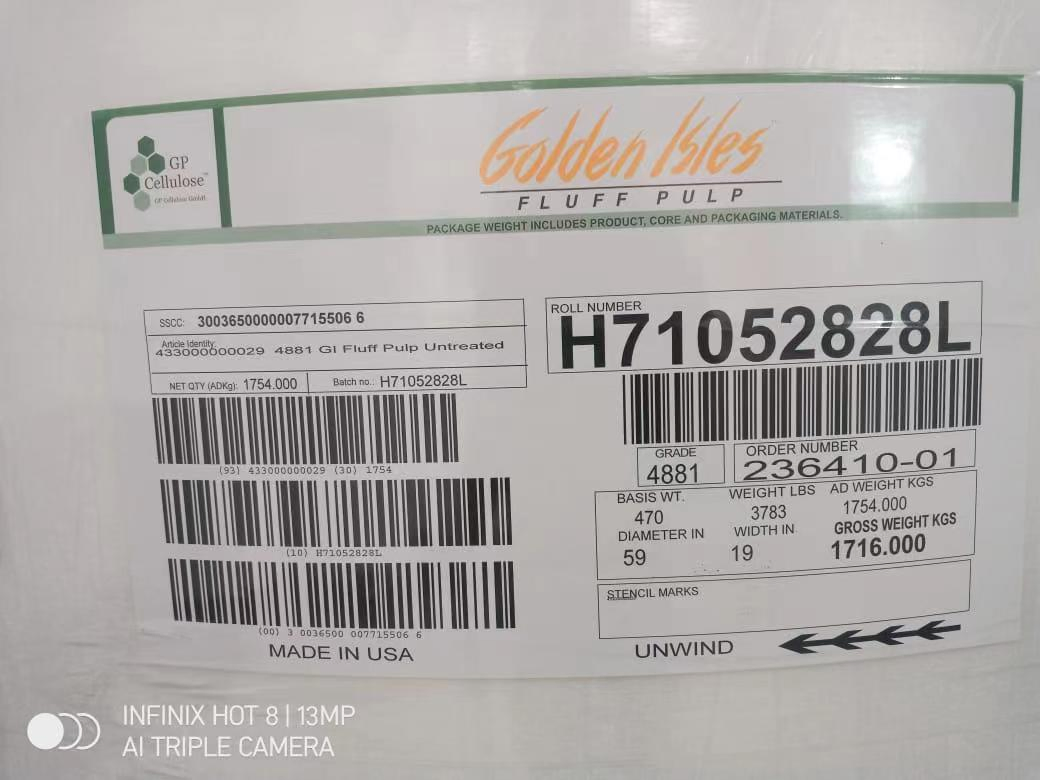 GP
Cellulose™
GP Cellulose GmbH
Golden Isles
FLUFF PULP
PACKAGE WEIGHT INCLUDES PRODUCT, CORE AND PACKAGING MATERIALS.
SSCC: 3003650000007715506 6
Article Identity:
433000000029 4881 GI Fluff Pulp Untreated
NET QTY (ADKg): 1754.000 Batch no.: H71052828L
(93) 433000000029 (30) 1754
(10) H71052828L
(00) 3 0036500 007715506 6
MADE IN USA
ROLL NUMBER
H71052828L
GRADE
4881
ORDER NUMBER
236410-01
BASIS WT. WEIGHT LBS AD WEIGHT KGS
470 3783 1754.000
DIAMETER IN WIDTH IN GROSS WEIGHT KGS
59 19 1716.000
STENCIL MARKS
UNWIND
INFINIX HOT 8 | 13MP
AI TRIPLE CAMERA